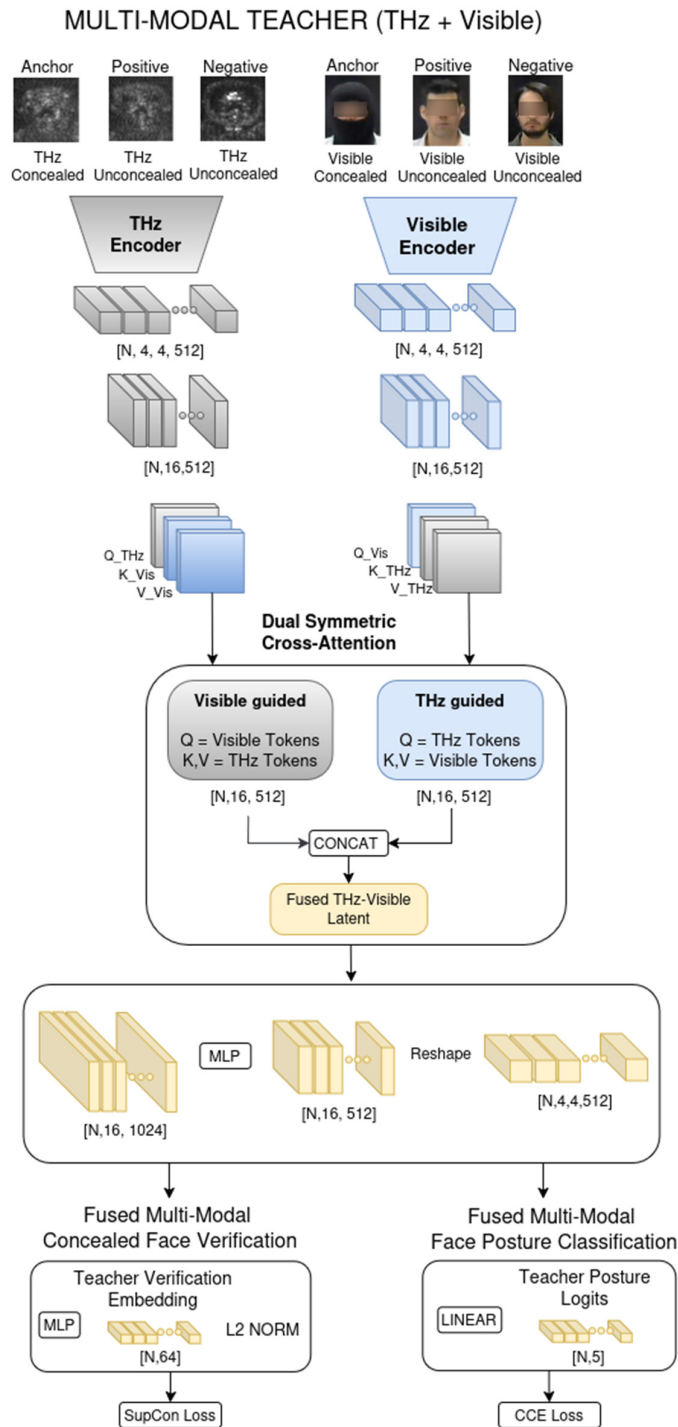 MULTI-MODAL TEACHER (THz + Visible)
Anchor Positive Negative Anchor Positive Negative
THz Concealed
THz Unconcealed
THz Unconcealed
Visible Concealed
Visible Unconcealed
Visible Unconcealed
THz
Encoder
Visible
Encoder
[N, 4, 4, 512]
[N, 4, 4, 512]
[N,16,512]
[N,16,512]
Q_THz
K_Vis
V_Vis
Q_Vis
K_THz
V_THz
Dual Symmetric
Cross-Attention
Visible guided
Q = Visible Tokens
K,V = THz Tokens
[N,16, 512]
THz guided
Q = THz Tokens
K,V = Visible Tokens
[N,16, 512]
CONCAT
Fused THz-Visible
Latent
[N,16, 1024]
MLP
[N,16, 512]
Reshape
[N,4,4,512]
Fused Multi-Modal
Concealed Face Verification
Teacher Verification
Embedding
MLP
L2 NORM
[N,64]
SupCon Loss
Fused Multi-Modal
Face Posture Classification
Teacher Posture
Logits
LINEAR
[N,5]
CCE Loss